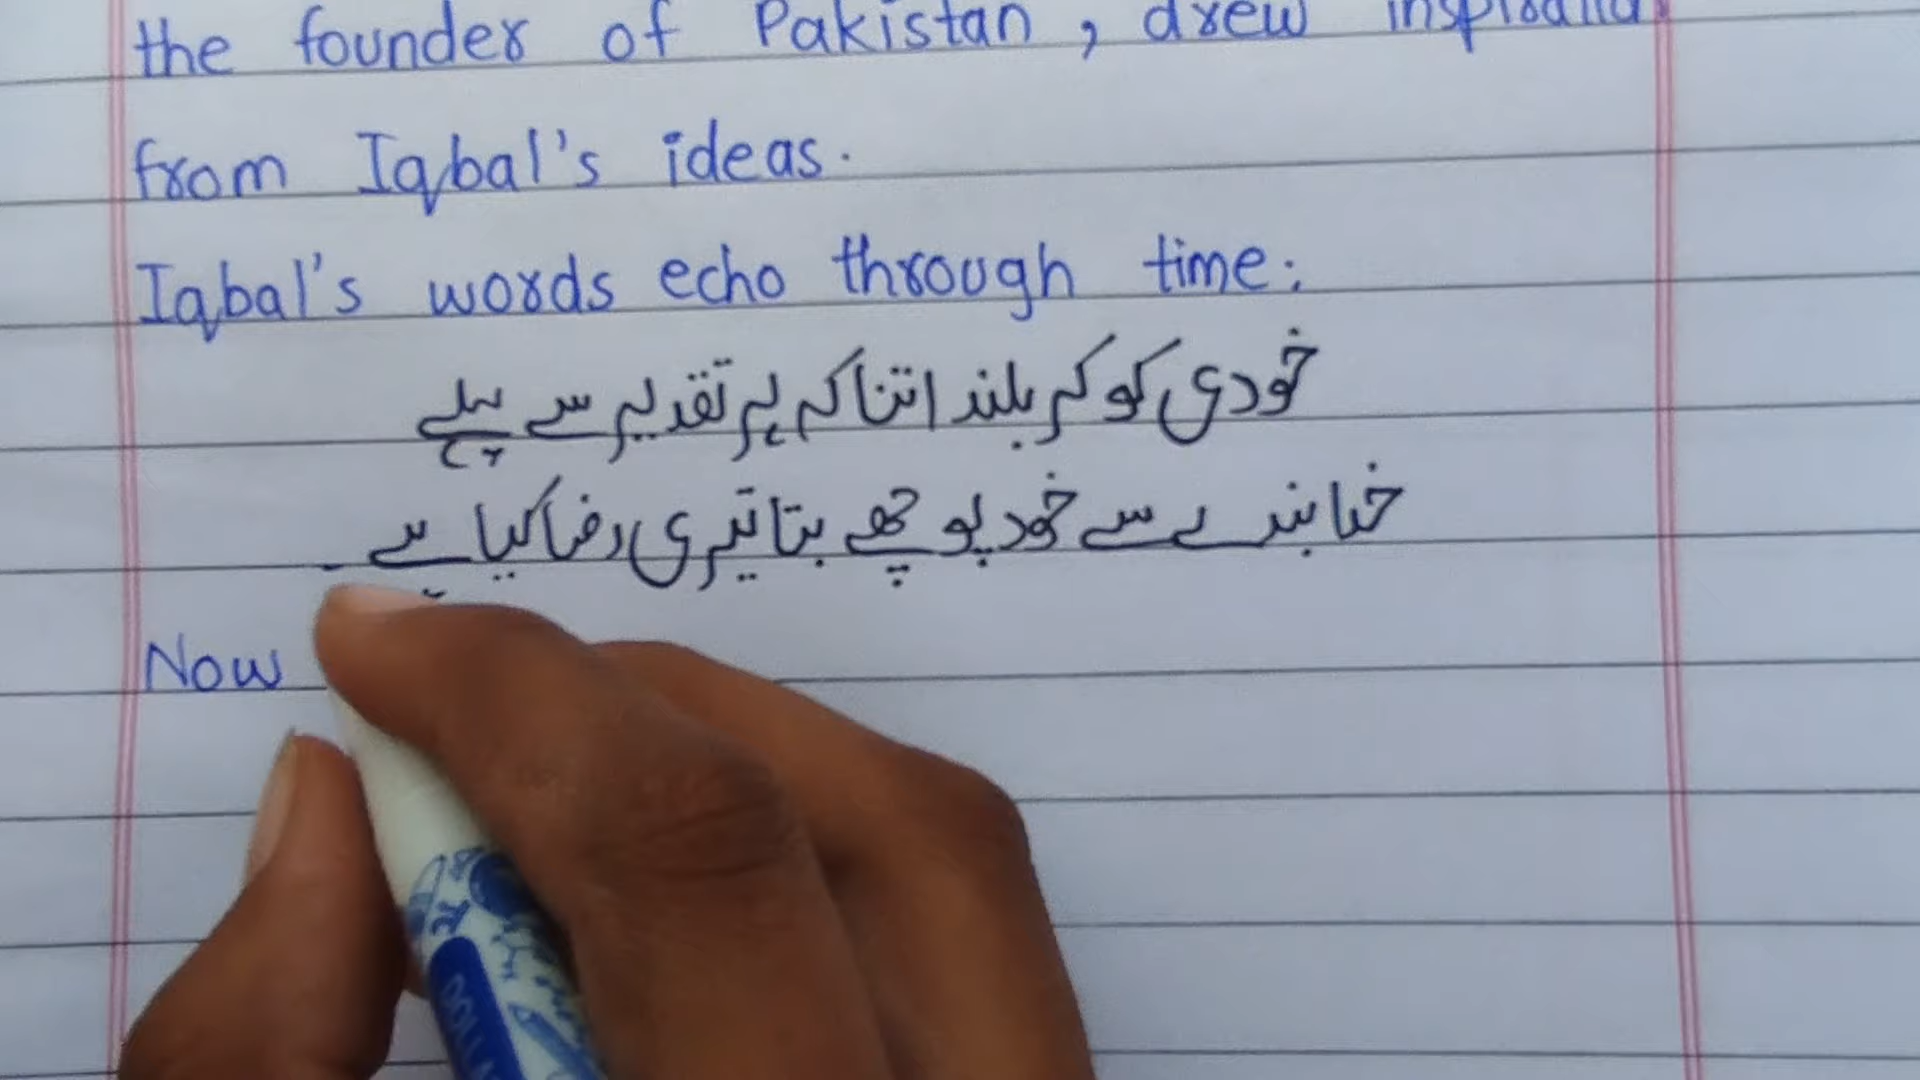 the founder of Pakistan, drew
from Iqbal's ideas.
Iqbal's words echo through time:
خودی کو کر بلند اتنا کہ ہر تقدیر سے پہلے
خدا بندے سے خود پوچھے بتا تیری رضا کیا ہے۔
Now